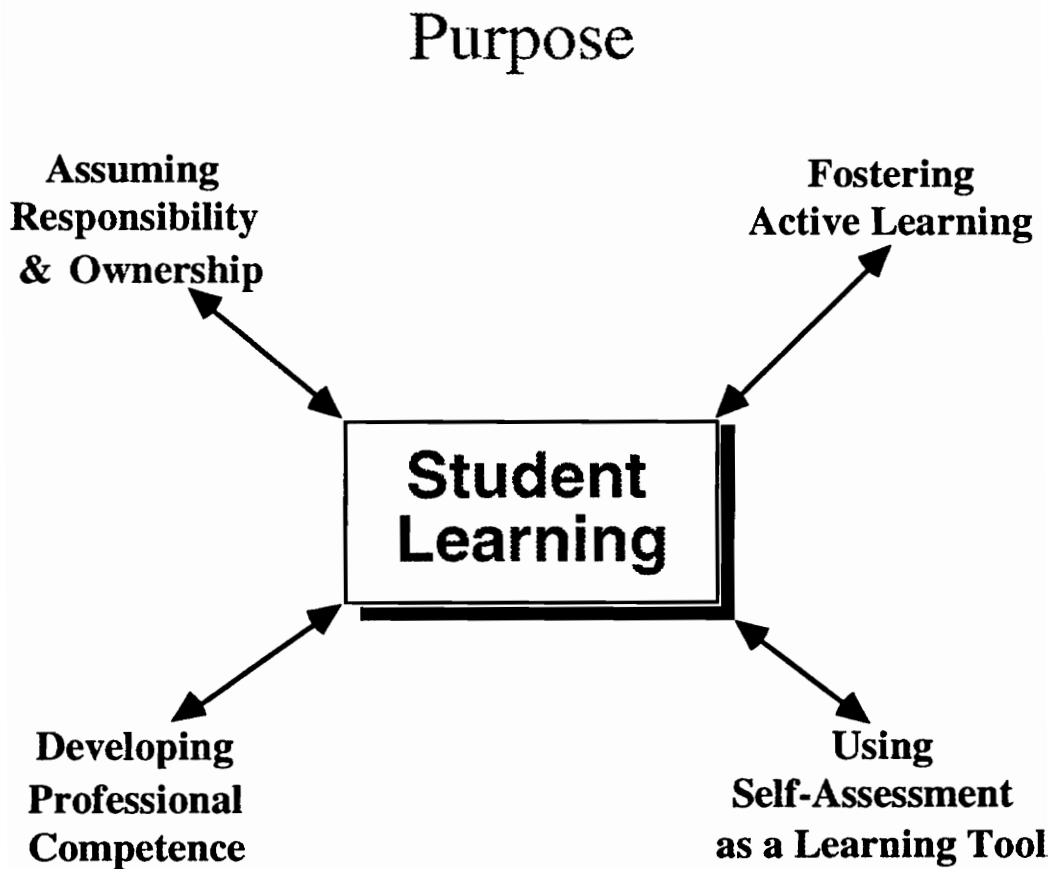 Purpose
Assuming
Responsibility
& Ownership
Fostering
Active Learning
Student
Learning
Developing
Professional
Competence
Using
Self-Assessment
as a Learning Tool